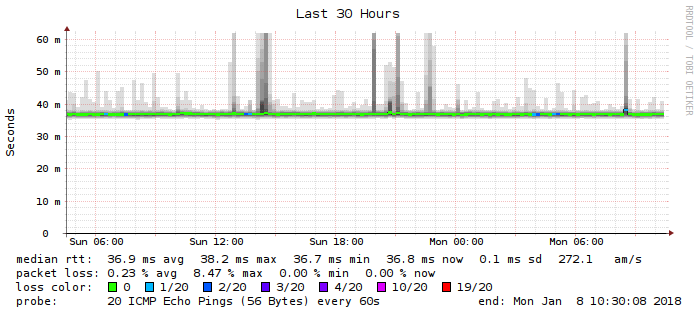 Last 30 Hours
RRDTOOL / TOBI OETIKER
Seconds
60 m
50 m
40 m
30 m
20 m
10 m
0
Sun 06:00 Sun 12:00 Sun 18:00 Mon 00:00 Mon 06:00
median rtt: 36.9 ms avg 38.2 ms max 36.7 ms min 36.8 ms now 0.1 ms sd 272.1 am/s
packet loss: 0.23 % avg 8.47 % max 0.00 % min 0.00 % now
loss color: 0 1/20 2/20 3/20 4/20 10/20 19/20
probe: 20 ICMP Echo Pings (56 Bytes) every 60s end: Mon Jan 8 10:30:08 2018